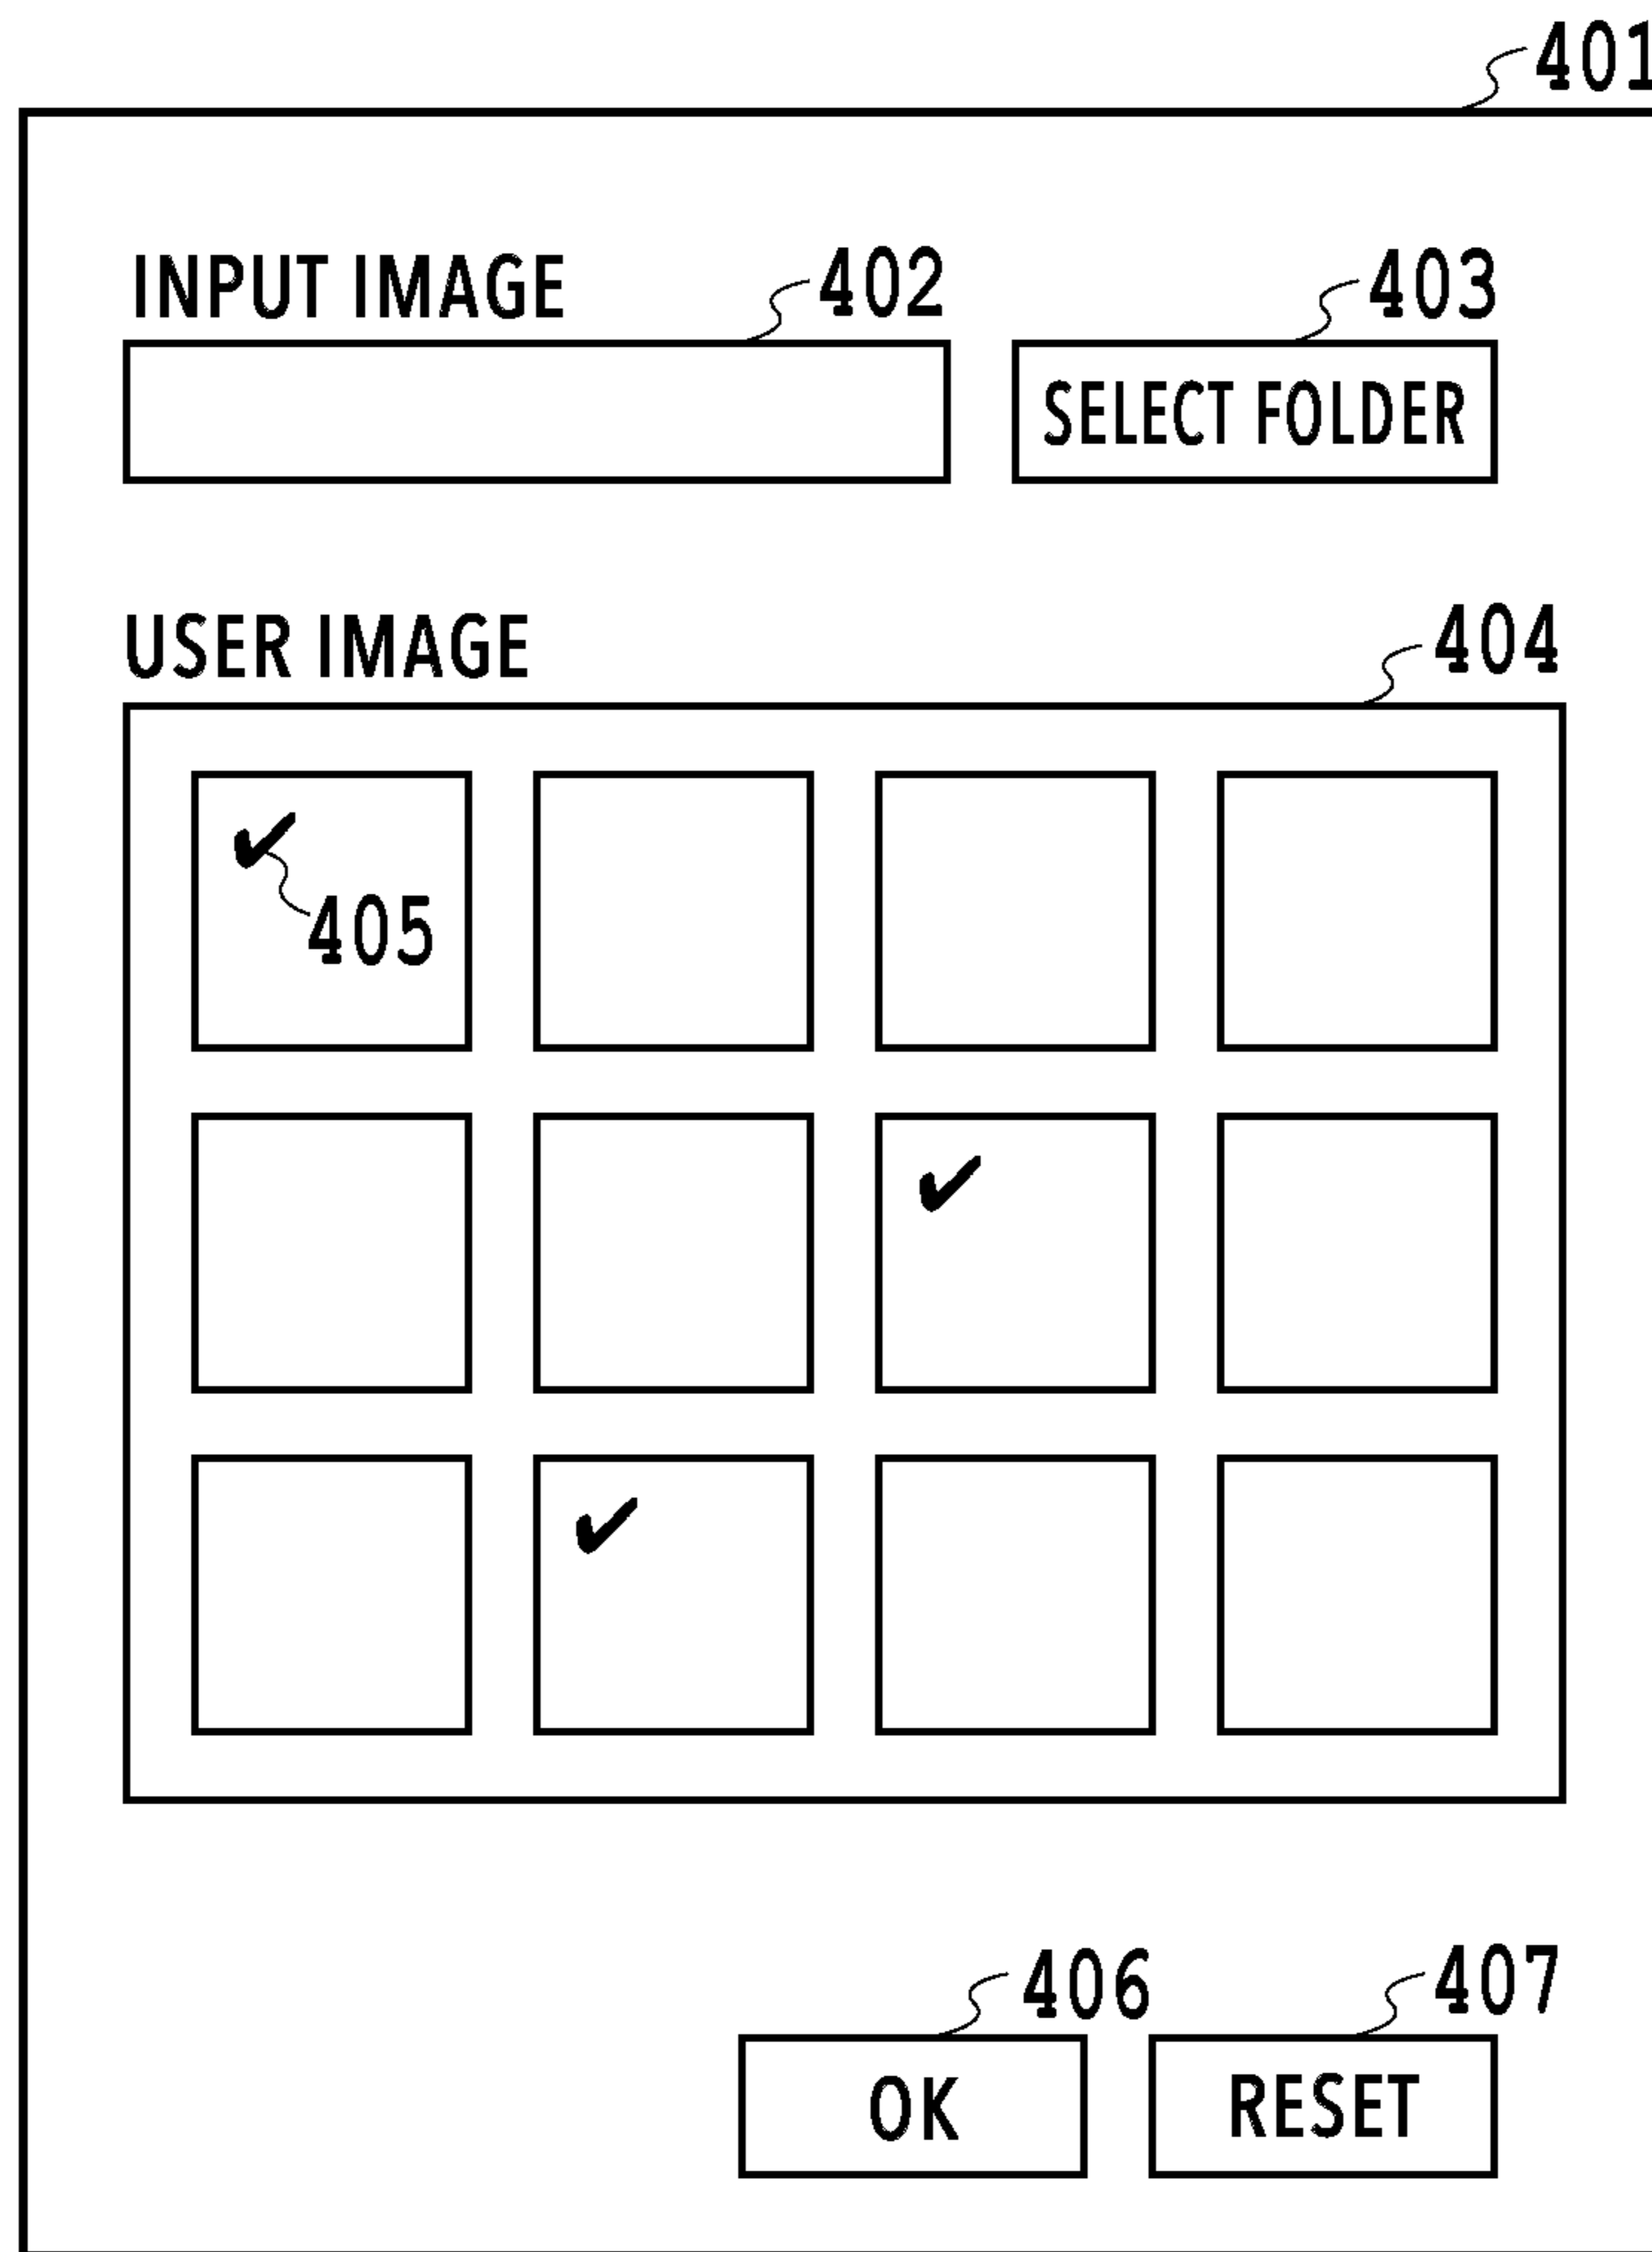 401
INPUT IMAGE 402 403
SELECT FOLDER
USER IMAGE 404
✓
405
✓
✓
406 407
OK RESET